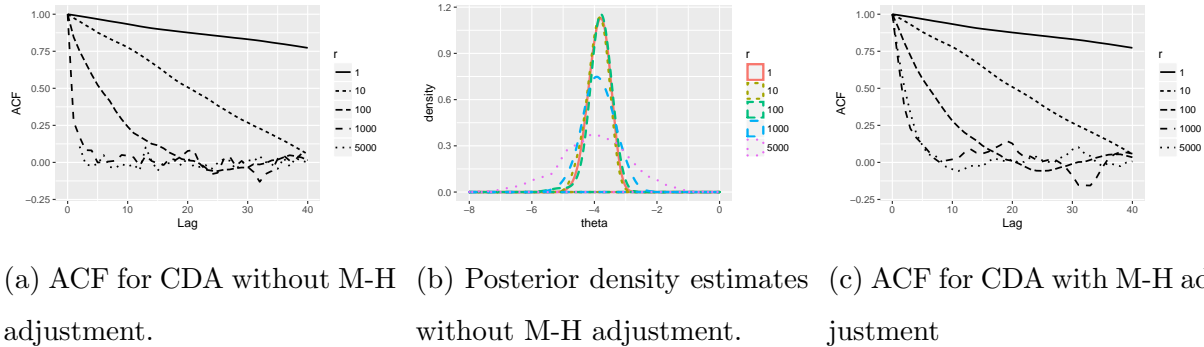 1.00
0.75
0.50
0.25
0.00
−0.25
ACF
0 10 20 30 40
Lag
r
1
10
100
1000
5000
1.2
0.9
0.6
0.3
0.0
density
−8 −6 −4 −2 0
theta
r
1
10
100
1000
5000
1.00
0.75
0.50
0.25
0.00
−0.25
ACF
0 10 20 30 40
Lag
r
1
10
100
1000
5000
(a) ACF for CDA without M-H
adjustment.
(b) Posterior density estimates
without M-H adjustment.
(c) ACF for CDA with M-H ad
justment